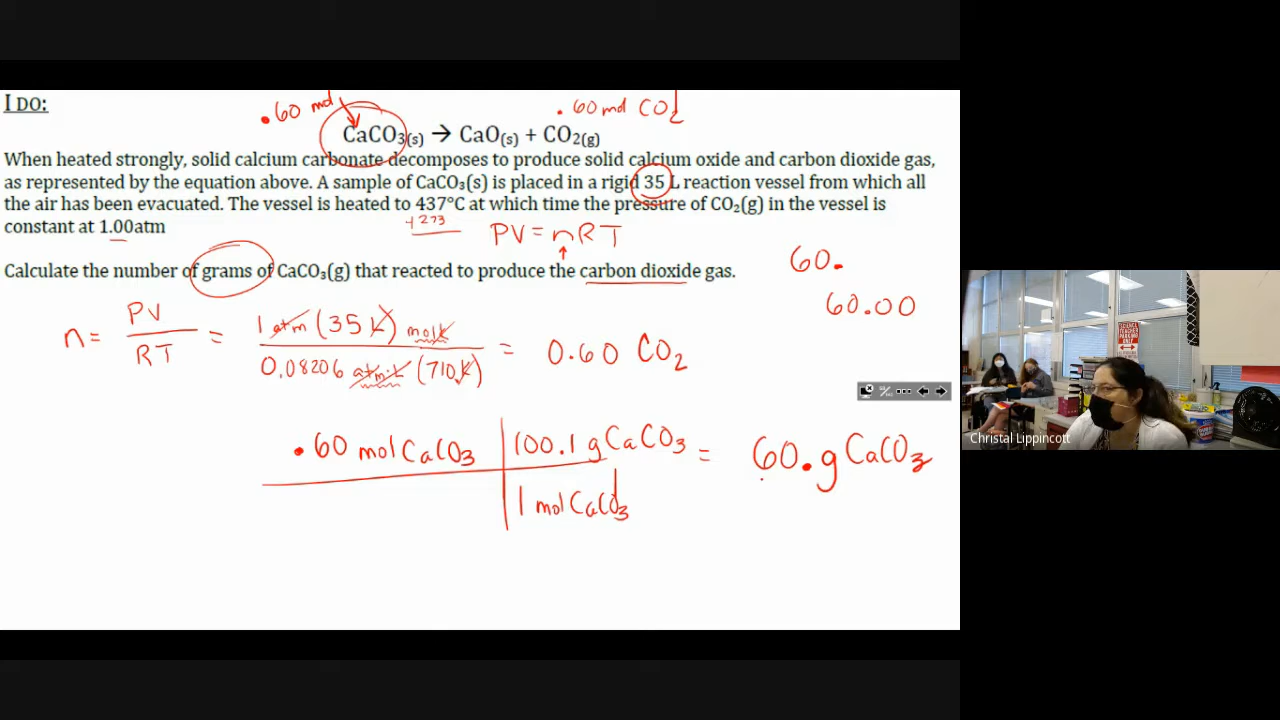 I DO:
.60 mol
.60 mol CO2
CaCO₃(s) → CaO(s) + CO₂(g)
When heated strongly, solid calcium carbonate decomposes to produce solid calcium oxide and carbon dioxide gas,
as represented by the equation above. A sample of CaCO₃(s) is placed in a rigid 35 L reaction vessel from which all
the air has been evacuated. The vessel is heated to 437°C at which time the pressure of CO₂(g) in the vessel is
constant at 1.00atm
+273
PV = nRT
Calculate the number of grams of CaCO₃(g) that reacted to produce the carbon dioxide gas.
60.
60.00
n = PV / RT = 1 atm (35 L) mol K / 0.08206 atm·L (710 K) = 0.60 CO₂
.60 mol CaCO₃ | 100.1 g CaCO₃ = 60. g CaCO₃
1 mol CaCO₃
SCIENCE
TEACHER
PARKING
ONLY
Christal Lippincott